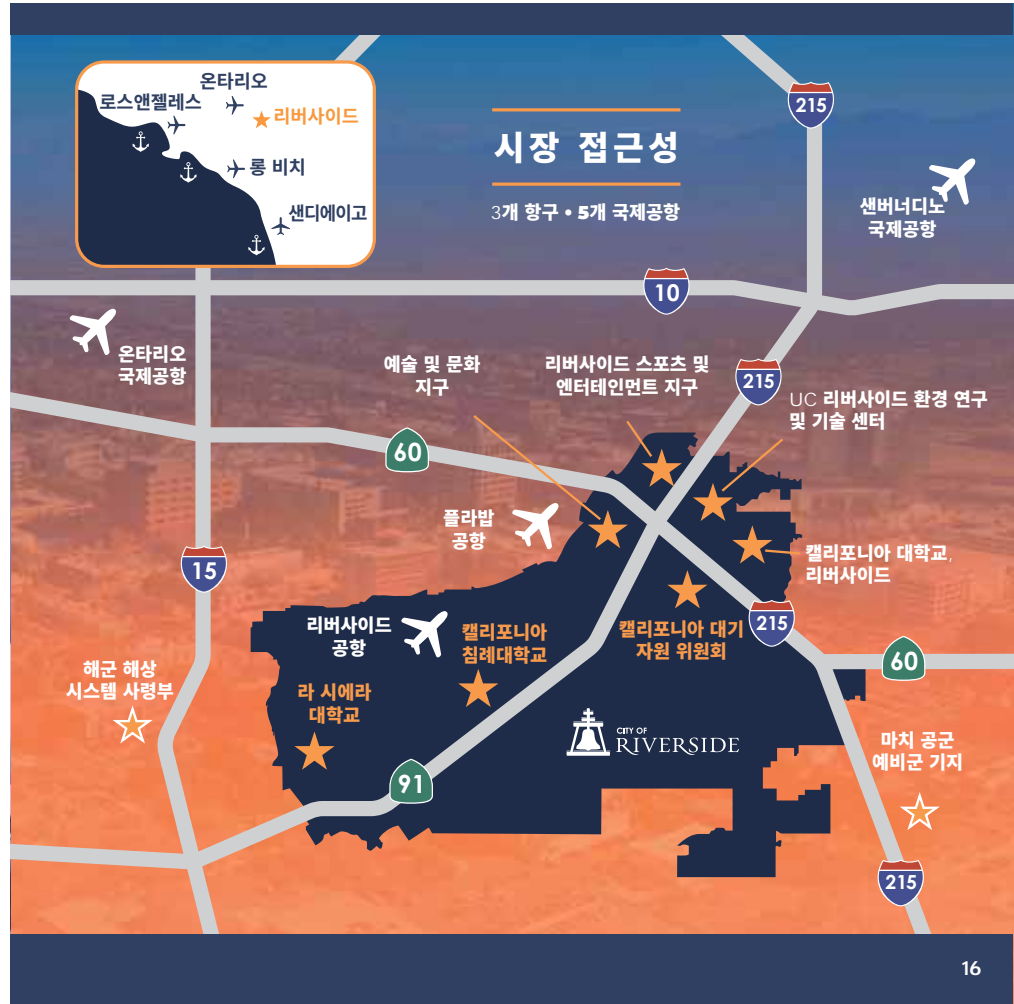 온타리오
로스앤젤레스
리버사이드
롱 비치
샌디에이고
시장 접근성
3개 항구 • 5개 국제공항
215
샌버너디노
국제공항
10
온타리오
국제공항
예술 및 문화
지구
리버사이드 스포츠 및
엔터테인먼트 지구
215
UC 리버사이드 환경 연구
및 기술 센터
60
플라밥
공항
캘리포니아 대학교,
리버사이드
15
리버사이드
공항
캘리포니아
침례대학교
캘리포니아 대기
자원 위원회
215
60
해군 해상
시스템 사령부
라 시에라
대학교
CITY OF
RIVERSIDE
마치 공군
예비군 기지
91
215
16